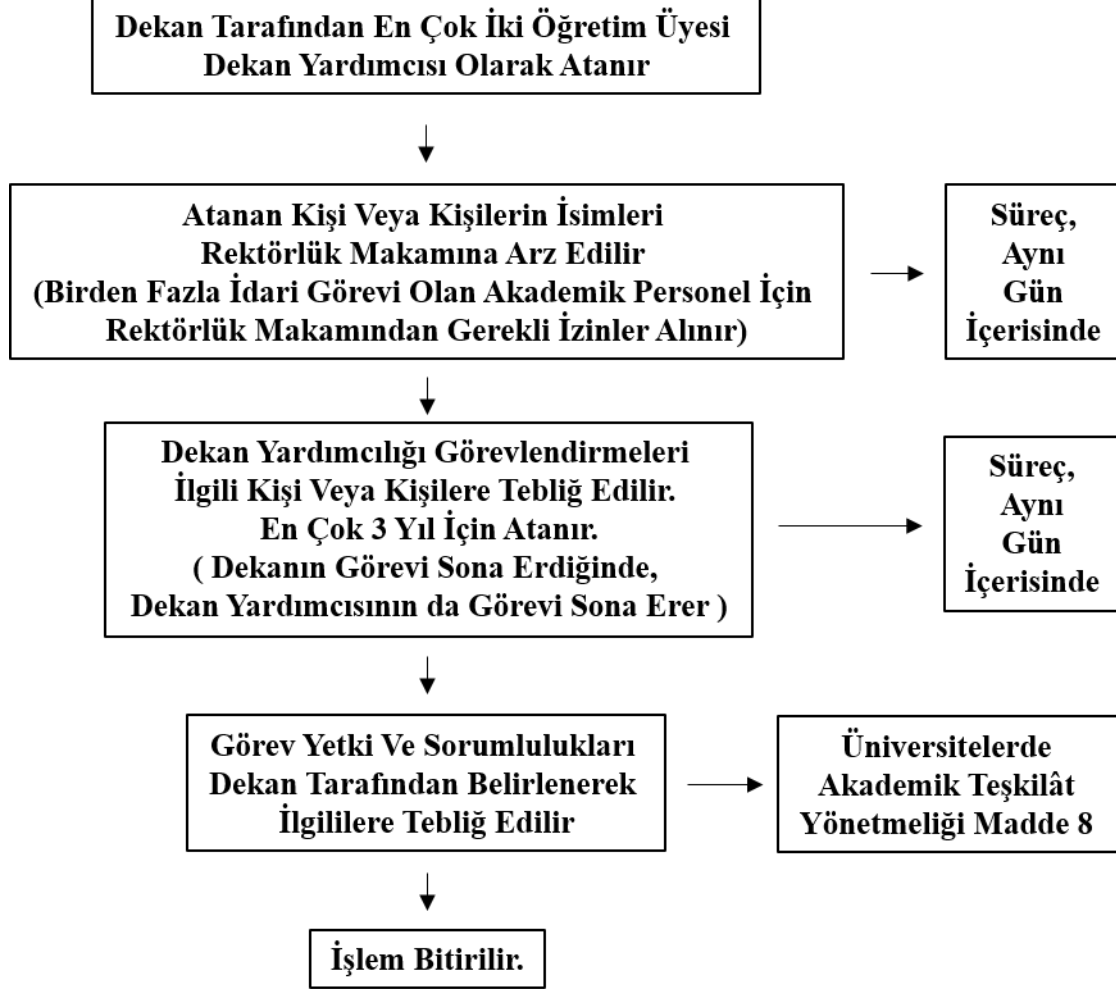 Dekan Tarafından En Çok İki Öğretim Üyesi
Dekan Yardımcısı Olarak Atanır
Atanan Kişi Veya Kişilerin İsimleri
Rektörlük Makamına Arz Edilir
(Birden Fazla İdari Görevi Olan Akademik Personel İçin
Rektörlük Makamından Gerekli İzinler Alınır)
Süreç,
Aynı
Gün
İçerisinde
Dekan Yardımcılığı Görevlendirmeleri
İlgili Kişi Veya Kişilere Tebliğ Edilir.
En Çok 3 Yıl İçin Atanır.
( Dekanın Görevi Sona Erdiğinde,
Dekan Yardımcısının da Görevi Sona Erer )
Süreç,
Aynı
Gün
İçerisinde
Görev Yetki Ve Sorumlulukları
Dekan Tarafından Belirlenerek
İlgililere Tebliğ Edilir
Üniversitelerde
Akademik Teşkilât
Yönetmeliği Madde 8
İşlem Bitirilir.